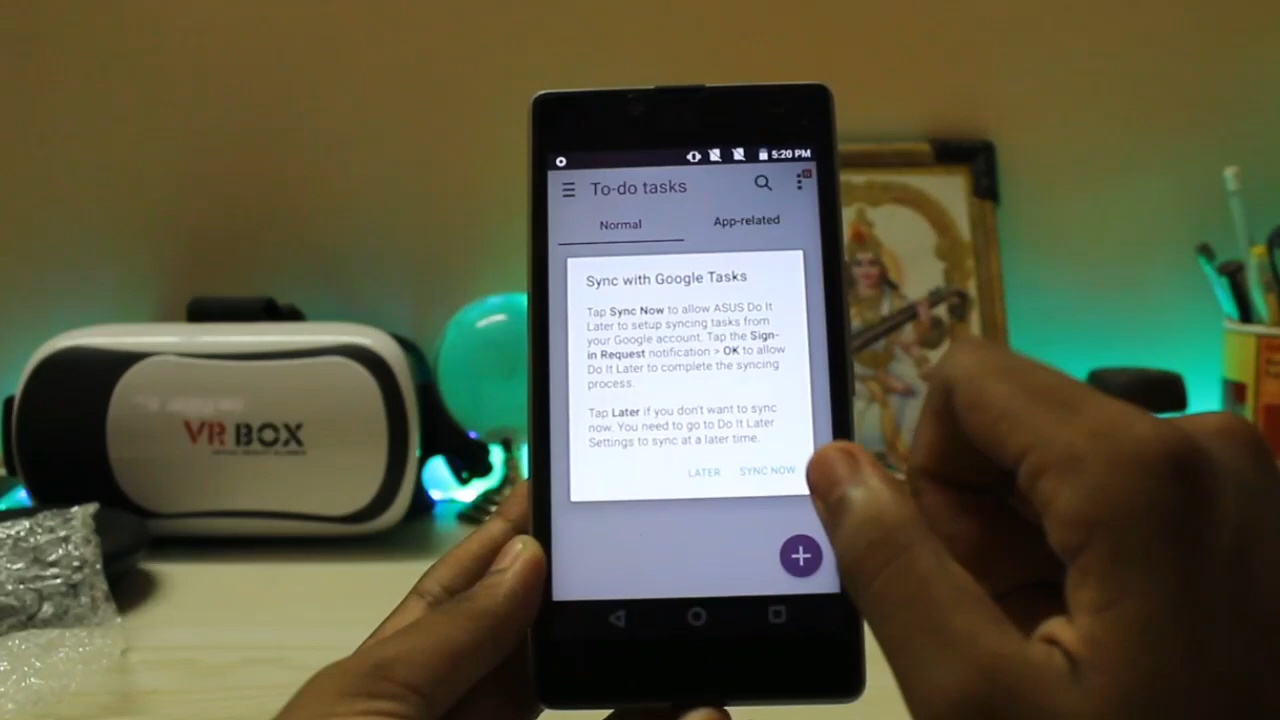 5:20 PM
To-do tasks
Normal
App-related
Sync with Google Tasks
Tap Sync Now to allow ASUS Do It
Later to setup syncing tasks from
your Google account. Tap the Sign-
in Request notification > OK to allow
Do It Later to complete the syncing
process.
Tap Later if you don't want to sync
now. You need to go to Do It Later
Settings to sync at a later time.
LATER
SYNC NOW
VR BOX